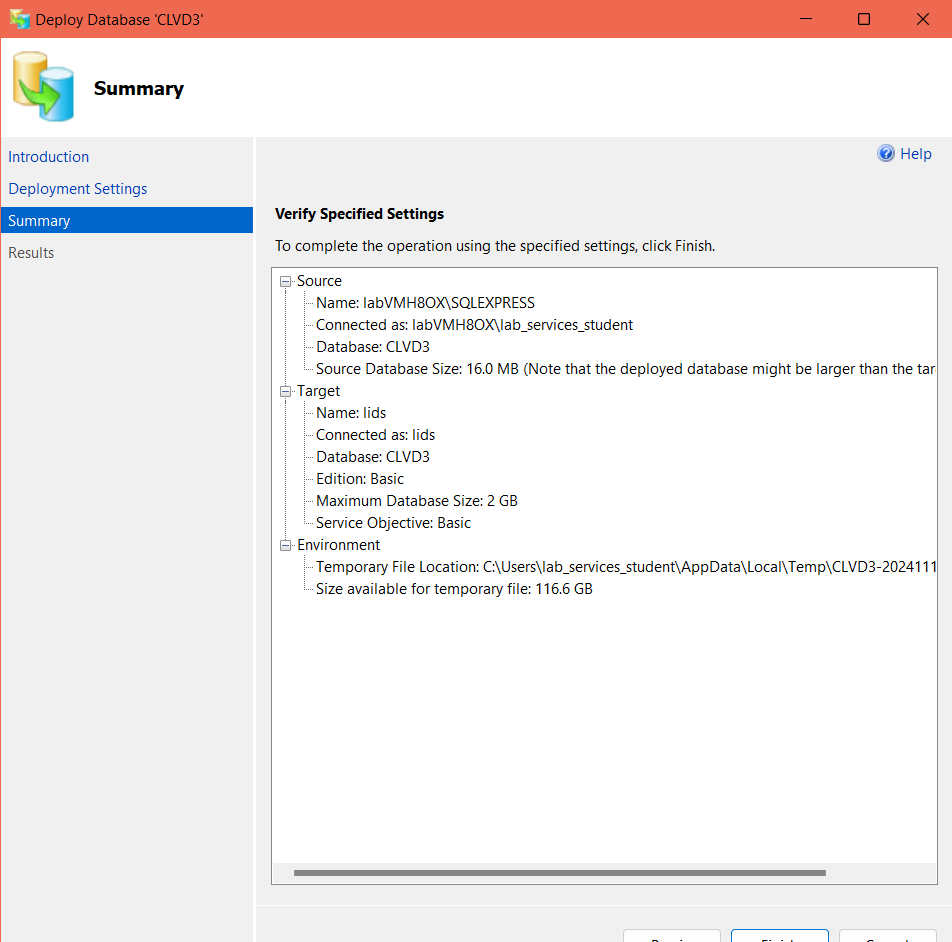 Deploy Database 'CLVD3'
Summary
Introduction
Deployment Settings
Summary
Results
Help
Verify Specified Settings
To complete the operation using the specified settings, click Finish.
Source
Name: labVMH8OX\SQLEXPRESS
Connected as: labVMH8OX\lab_services_student
Database: CLVD3
Source Database Size: 16.0 MB (Note that the deployed database might be larger than the tar
Target
Name: lids
Connected as: lids
Database: CLVD3
Edition: Basic
Maximum Database Size: 2 GB
Service Objective: Basic
Environment
Temporary File Location: C:\Users\lab_services_student\AppData\Local\Temp\CLVD3-2024111
Size available for temporary file: 116.6 GB